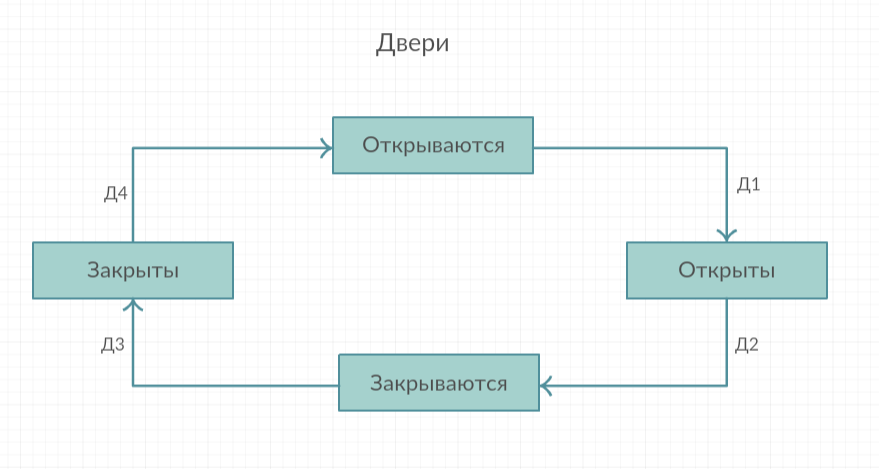 Двери
Открываются
Д1
Д4
Закрыты
Открыты
Д3
Д2
Закрываются